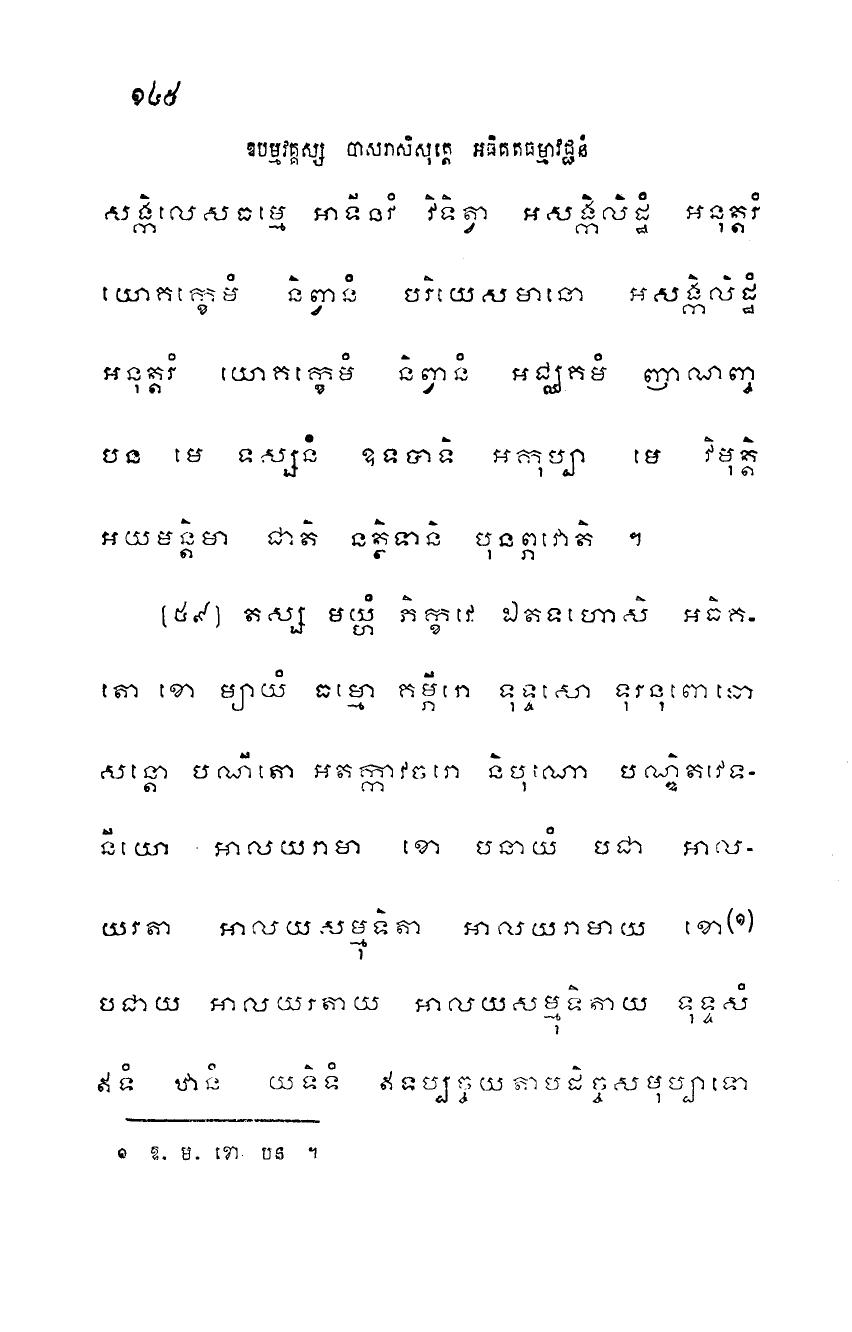 ១៤៥
ឱបម្មវគ្គស្ស បាសរាសិសុត្តេ អធិគតធម្មាវដ្ឋនំ
សង្កិលេសធម្មេ អាទីនវំ វិទិត្វា អសង្កិលិដ្ឋំ អនុត្តរំ
យោគក្ខេមំ និព្វានំ បរិយេសមានោ អសង្កិលិដ្ឋំ
អនុត្តរំ យោគក្ខេមំ និព្វានំ អជ្ឈគមំ ញាណញ្ច
បន មេ ទស្សនំ ឧទបាទិ អកុប្បា មេ វិមុត្តិ
អយមន្តិមា ជាតិ នត្ថិទានិ បុនព្ភវោតិ ។
[៥៩] តស្ស មយ្ហំ ភិក្ខវេ ឯតទហោសិ អធិគ-
តោ ខោ ម្យាយំ ធម្មោ គម្ភីរោ ទុទ្ទសោ ទុរនុពោធោ
សន្តោ បណីតោ អតក្កាវចរោ និបុណោ បណ្ឌិតវេទ-
នីយោ អាលយរាមា ខោ បនាយំ បជា អាល-
យរតា អាលយសម្មុទិតា អាលយរាមាយ ខោ(១)
បជាយ អាលយរតាយ អាលយសម្មុទិតាយ ទុទ្ទសំ
ឥទំ ឋានំ យទិទំ ឥទប្បច្ចយតាបដិច្ចសមុប្បាទោ
១ ឱ. ម. ខោ បន ។